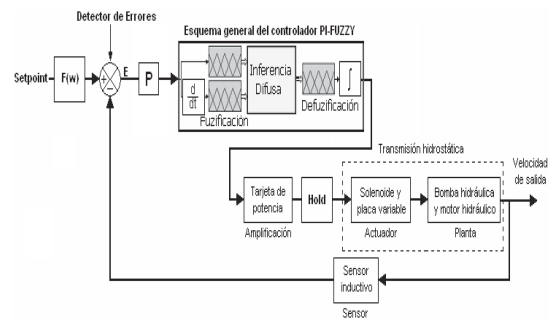 Detector de Errores
Esquema general del controlador PI-FUZZY
Setpoint
F(w)
+
−
E
P
d
dt
Fuzificación
Inferencia
Difusa
Defuzificación
∫
Transmisión hidrostática
Velocidad
de salida
Tarjeta de
potencia
Amplificación
Hold
Solenoide y
placa variable
Actuador
Bomba hidráulica
y motor hidráulico
Planta
Sensor
inductivo
Sensor